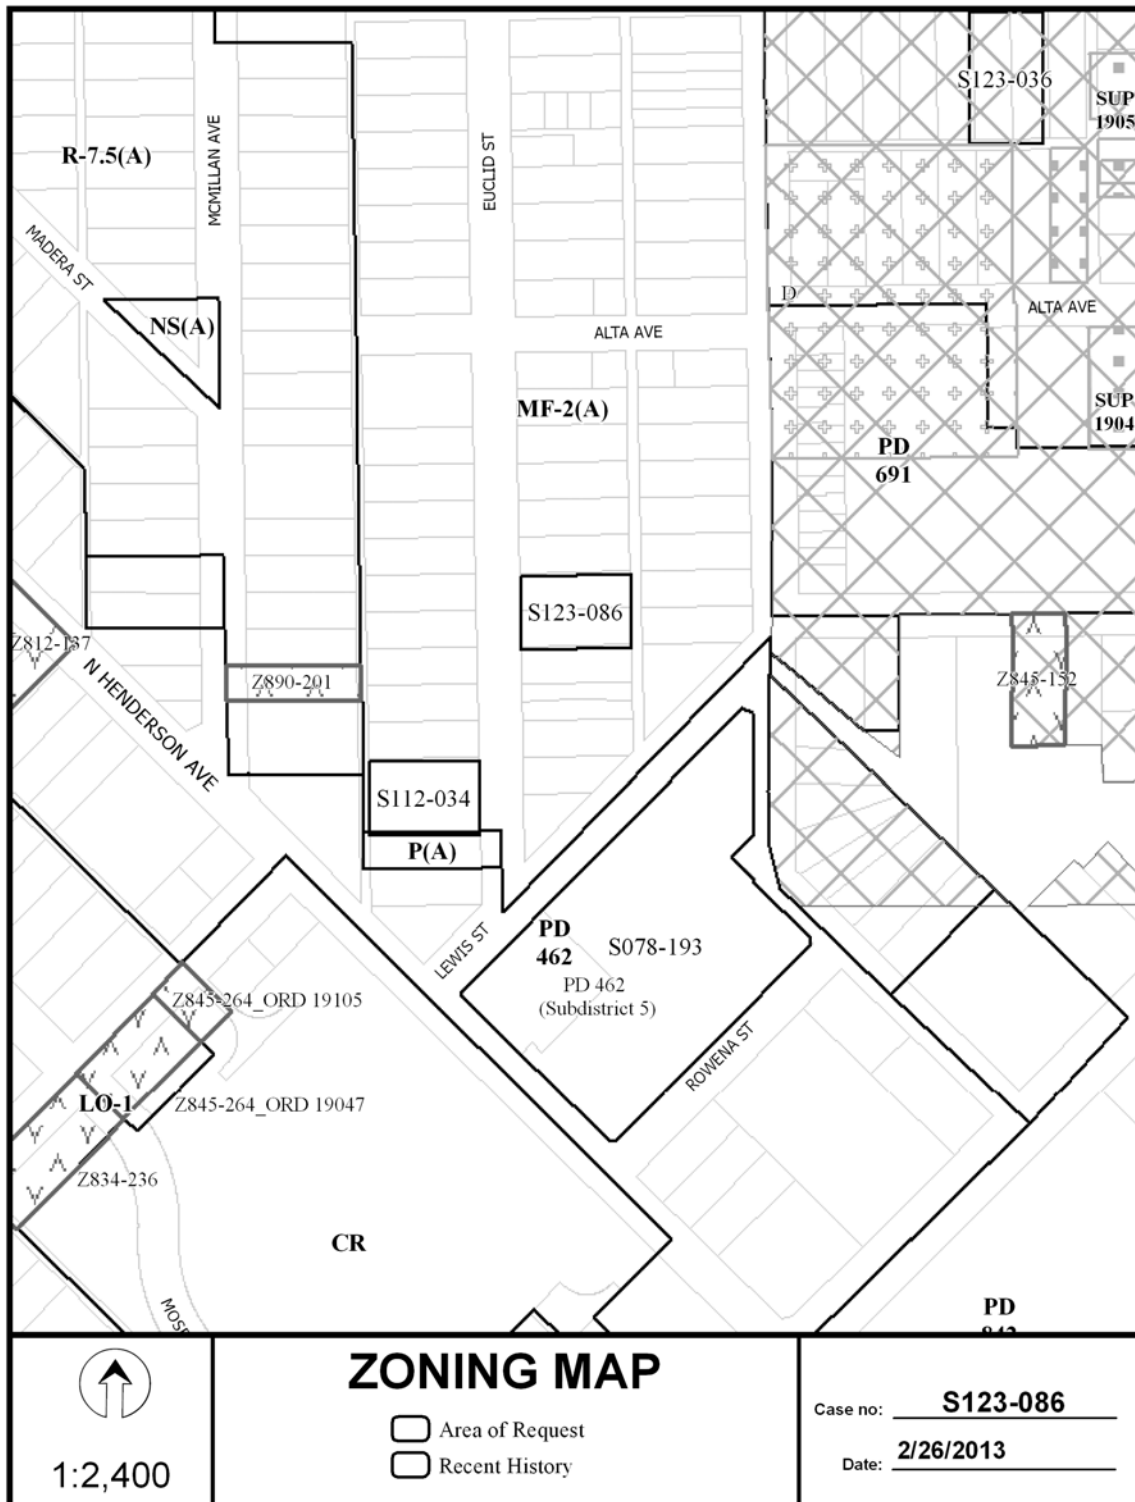 S123-036
SUP
1905
R-7.5(A)
MCMILLAN AVE
EUCLID ST
MADERA ST
D
NS(A)
ALTA AVE
ALTA AVE
MF-2(A)
SUP
1904
PD
691
S123-086
Z812-137
N HENDERSON AVE
Z890-201
Z845-152
S112-034
P(A)
LEWIS ST
PD
462
S078-193
PD 462
(Subdistrict 5)
Z845-264_ORD 19105
ROWENA ST
LO-1
Z845-264_ORD 19047
Z834-236
CR
PD
ZONING MAP
Area of Request
Recent History
1:2,400
Case no: S123-086
Date: 2/26/2013